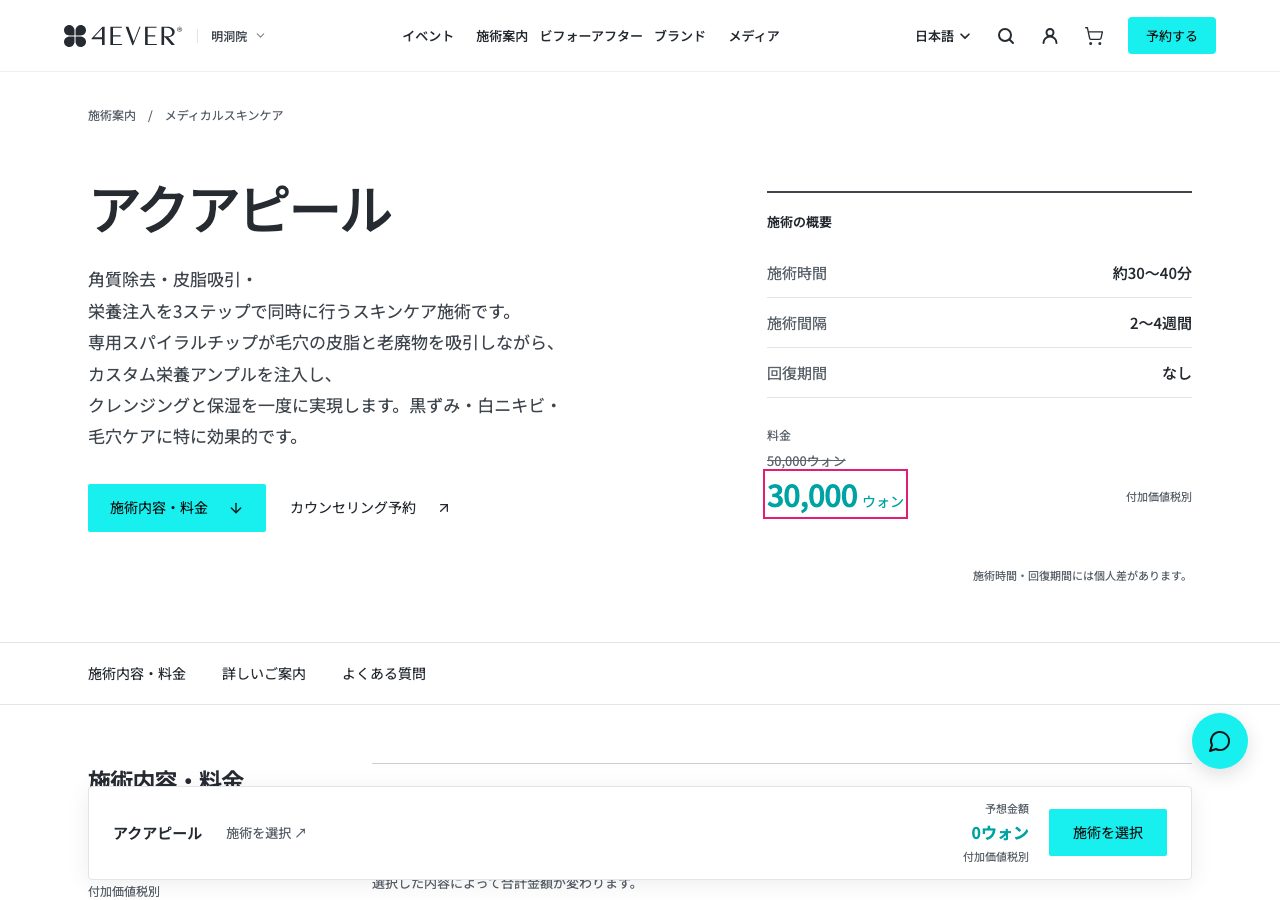 4EVER®
明洞院
イベント
施術案内
ビフォーアフター
ブランド
メディア
日本語
予約する
施術案内 / メディカルスキンケア
アクアピール
角質除去・皮脂吸引・
栄養注入を3ステップで同時に行うスキンケア施術です。
専用スパイラルチップが毛穴の皮脂と老廃物を吸引しながら、
カスタム栄養アンプルを注入し、
クレンジングと保湿を一度に実現します。黒ずみ・白ニキビ・
毛穴ケアに特に効果的です。
施術内容・料金 ↓
カウンセリング予約 ↗
施術の概要
施術時間 約30〜40分
施術間隔 2〜4週間
回復期間 なし
料金
50,000ウォン
30,000 ウォン
付加価値税別
施術時間・回復期間には個人差があります。
施術内容・料金
詳しいご案内
よくある質問
施術内容・料金
アクアピール
施術を選択 ↗
予想金額
0ウォン
付加価値税別
施術を選択
付加価値税別
選択した内容によって合計金額が変わります。